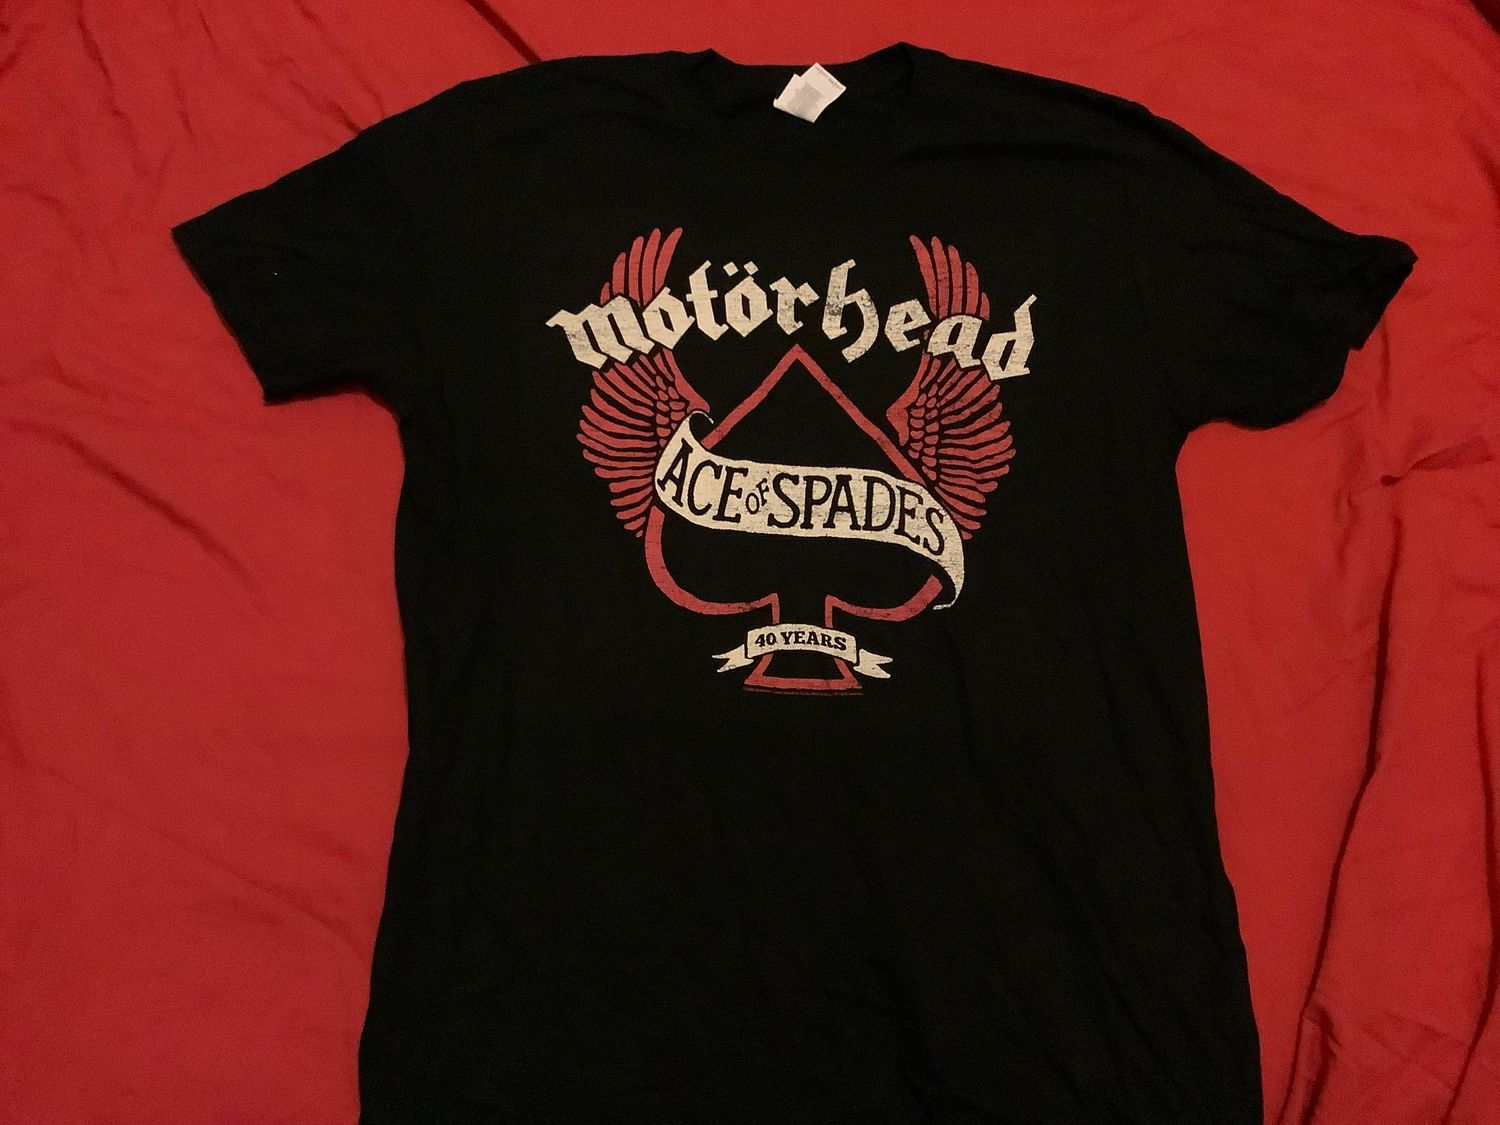 motörhead
ACE OF SPADES
40 YEARS